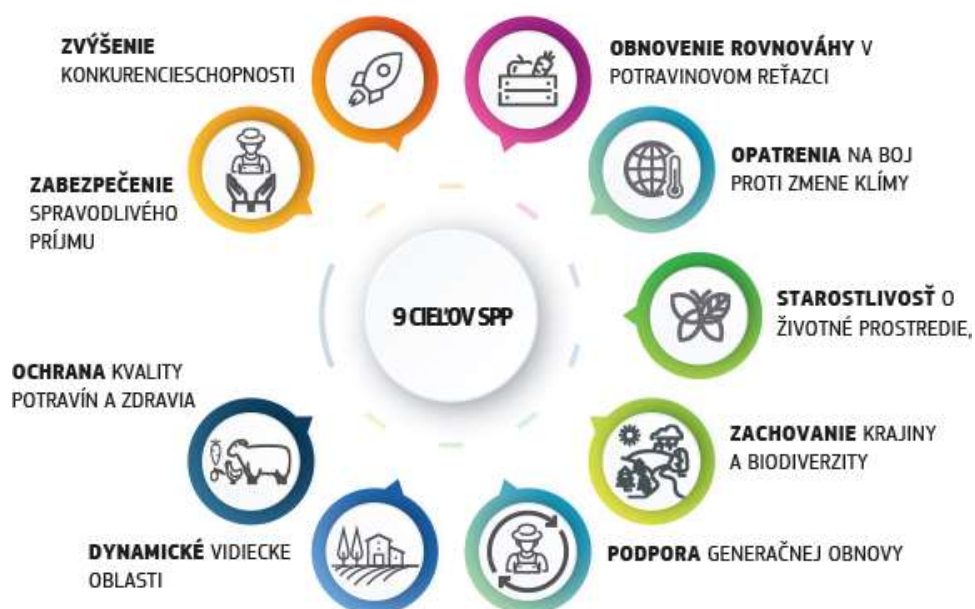 ZVÝŠENIE
KONKURENCIESCHOPNOSTI
OBNOVENIE ROVNOVÁHY V
POTRAVINOVOM REŤAZCI
OPATRENIA NA BOJ
PROTI ZMENE KLÍMY
ZABEZPEČENIE
SPRAVODLIVÉHO
PRÍJMU
STAROSTLIVOSŤ O
ŽIVOTNÉ PROSTREDIE,
9 CIEĽOV SPP
OCHRANA KVALITY
POTRAVÍN A ZDRAVIA
ZACHOVANIE KRAJINY
A BIODIVERZITY
DYNAMICKÉ VIDIECKE
OBLASTI
PODPORA GENERAČNEJ OBNOVY